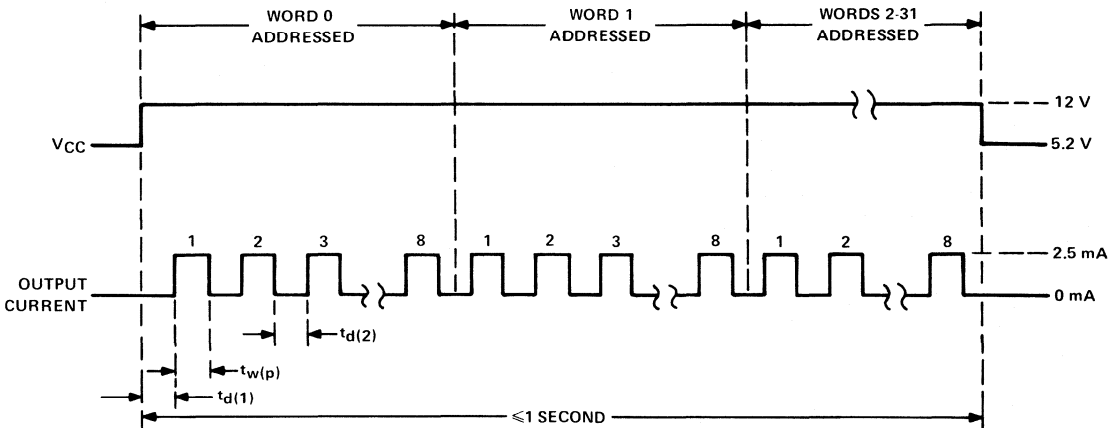 WORD 0
ADDRESSED
WORD 1
ADDRESSED
WORDS 2-31
ADDRESSED
12 V
VCC
5.2 V
1 2 3 8 1 2 3 8 1 2 8
2.5 mA
OUTPUT
CURRENT
0 mA
td(2)
tw(p)
td(1)
≤1 SECOND